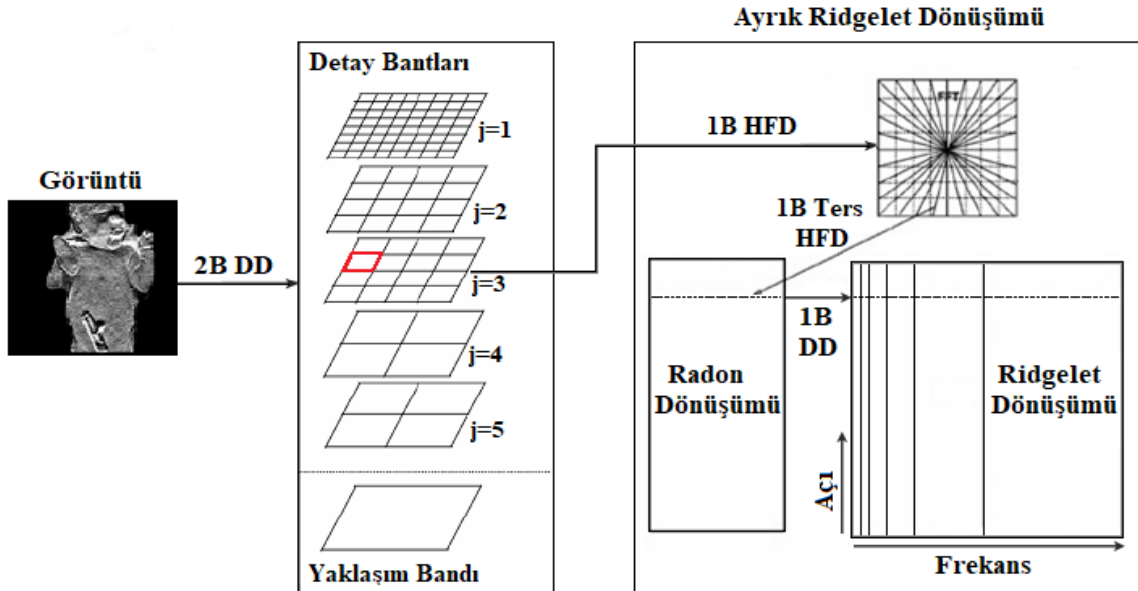 Ayrık Ridgelet Dönüşümü
Görüntü
2B DD
Detay Bantları
j=1
j=2
j=3
j=4
j=5
Yaklaşım Bandı
1B HFD
FFT
1B Ters
HFD
Radon
Dönüşümü
1B
DD
Ridgelet
Dönüşümü
Açı
Frekans